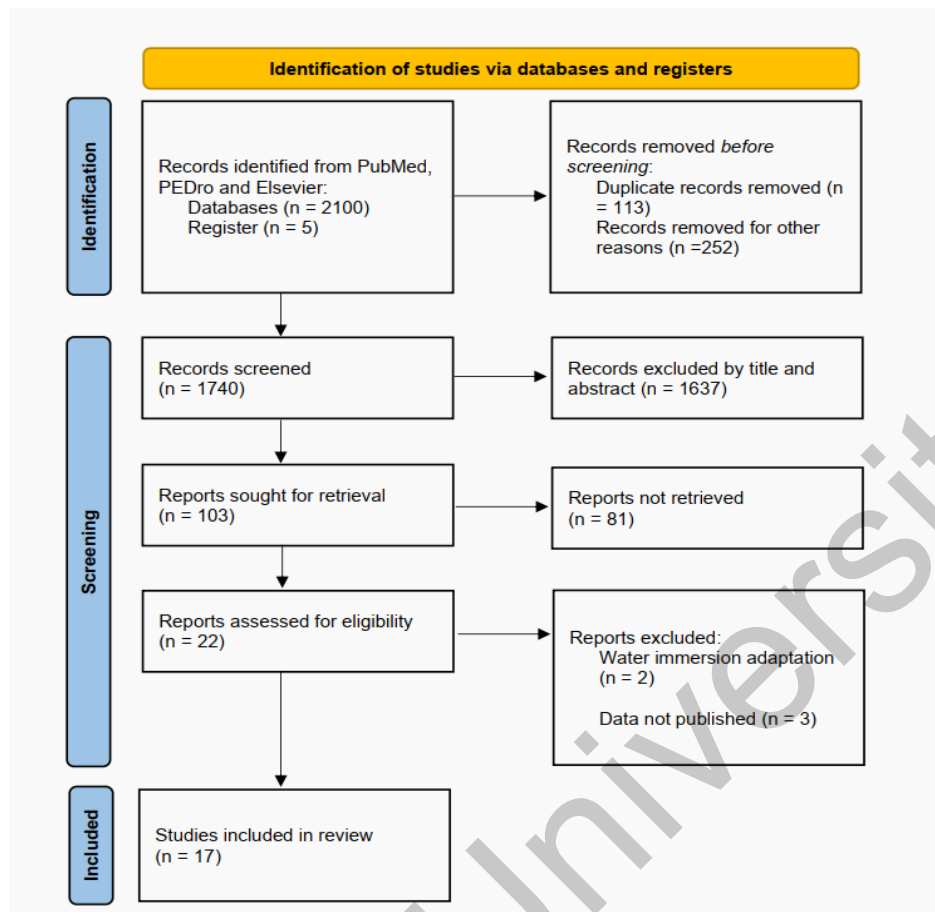 Identification of studies via databases and registers
Identification
Records identified from PubMed,
PEDro and Elsevier:
Databases (n = 2100)
Register (n = 5)
Records removed before
screening:
Duplicate records removed (n
= 113)
Records removed for other
reasons (n =252)
Screening
Records screened
(n = 1740)
Records excluded by title and
abstract (n = 1637)
Reports sought for retrieval
(n = 103)
Reports not retrieved
(n = 81)
Reports assessed for eligibility
(n = 22)
Reports excluded:
Water immersion adaptation
(n = 2)
Data not published (n = 3)
Included
Studies included in review
(n = 17)
Universit